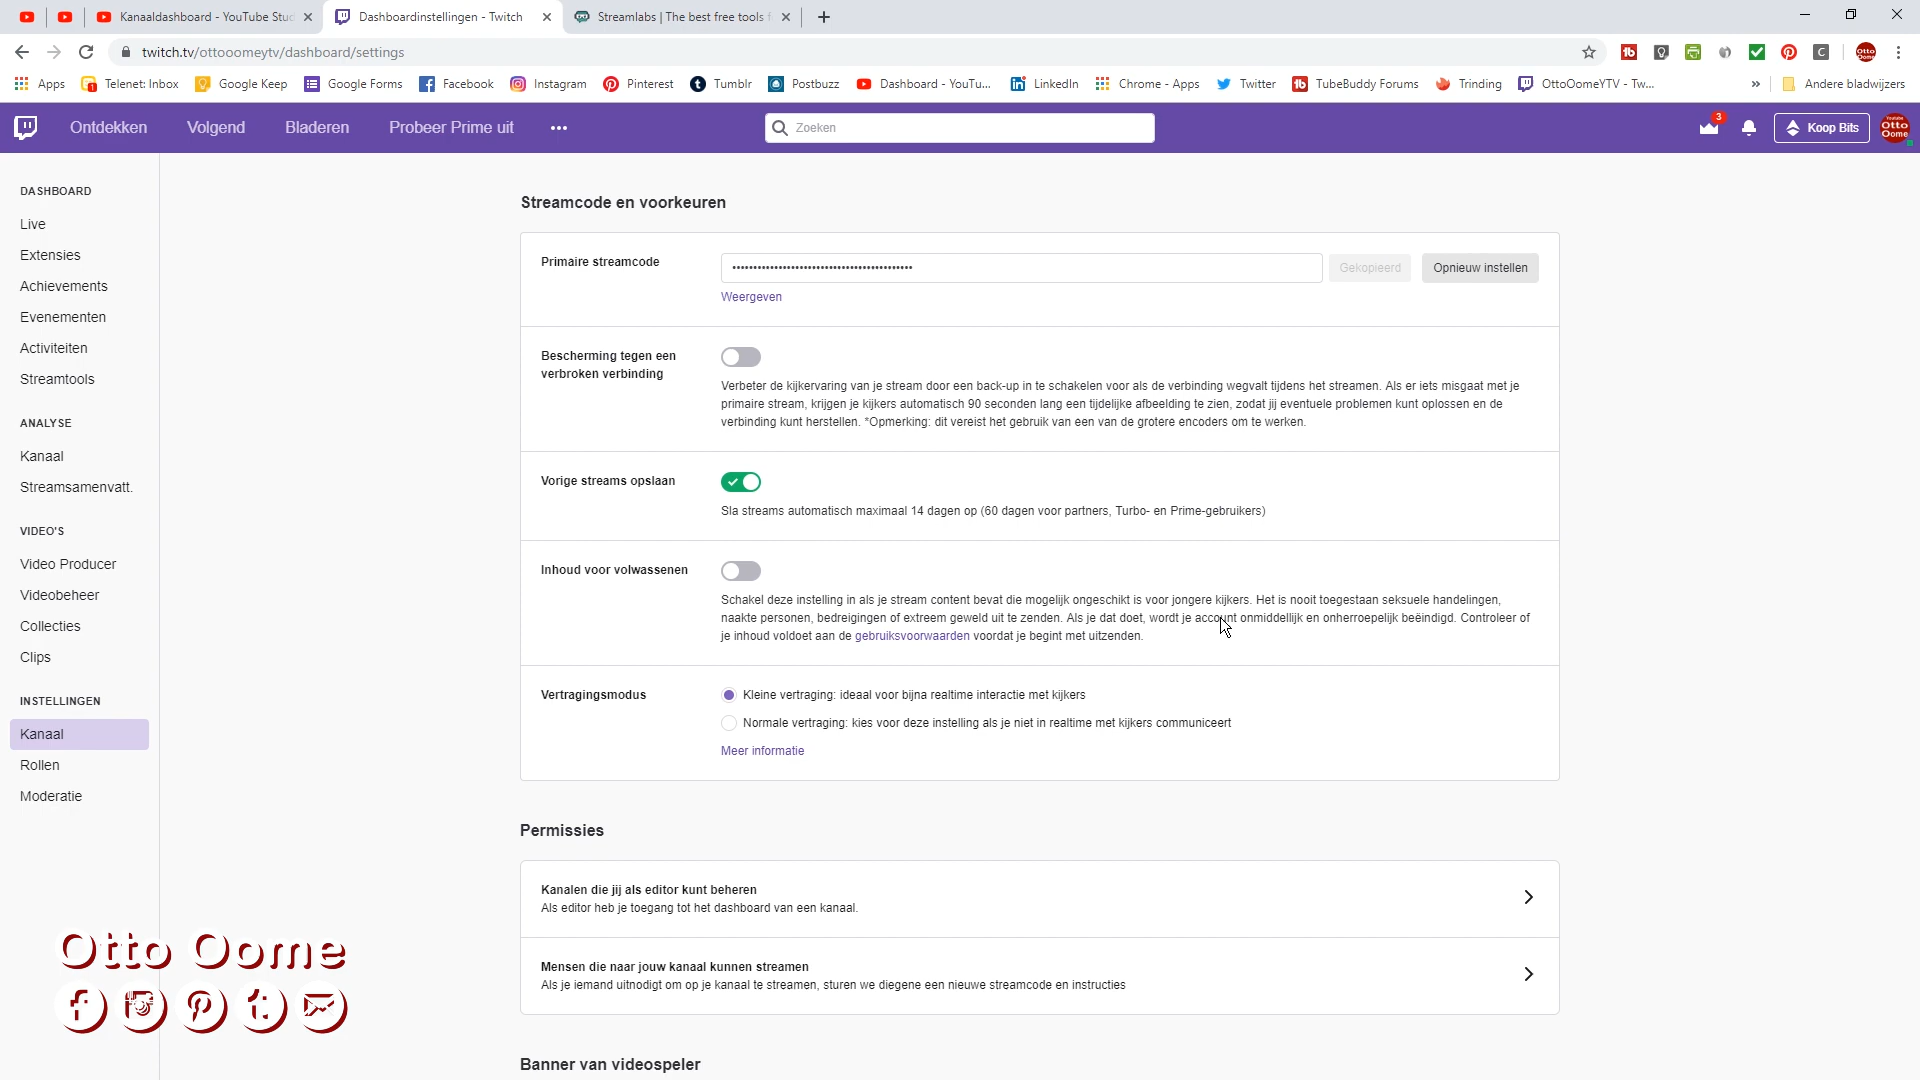 Kanaaldashboard - YouTube Stud
Dashboardinstellingen - Twitch
Streamlabs | The best free tools f
twitch.tv/ottooomeytv/dashboard/settings
Apps
Telenet: Inbox
Google Keep
Google Forms
Facebook
Instagram
Pinterest
Tumblr
Postbuzz
Dashboard - YouTu...
LinkedIn
Chrome - Apps
Twitter
TubeBuddy Forums
Trinding
OttoOomeYTV - Tw...
»
Andere bladwijzers
Ontdekken
Volgend
Bladeren
Probeer Prime uit
Zoeken
3
Koop Bits
Otto
Oome
DASHBOARD
Live
Extensies
Achievements
Evenementen
Activiteiten
Streamtools
ANALYSE
Kanaal
Streamsamenvatt.
VIDEO'S
Video Producer
Videobeheer
Collecties
Clips
INSTELLINGEN
Kanaal
Rollen
Moderatie
Streamcode en voorkeuren
Primaire streamcode
Gekopieerd
Opnieuw instellen
Weergeven
Bescherming tegen een
verbroken verbinding
Verbeter de kijkervaring van je stream door een back-up in te schakelen voor als de verbinding wegvalt tijdens het streamen. Als er iets misgaat met je
primaire stream, krijgen je kijkers automatisch 90 seconden lang een tijdelijke afbeelding te zien, zodat jij eventuele problemen kunt oplossen en de
verbinding kunt herstellen. *Opmerking: dit vereist het gebruik van een van de grotere encoders om te werken.
Vorige streams opslaan
Sla streams automatisch maximaal 14 dagen op (60 dagen voor partners, Turbo- en Prime-gebruikers)
Inhoud voor volwassenen
Schakel deze instelling in als je stream content bevat die mogelijk ongeschikt is voor jongere kijkers. Het is nooit toegestaan seksuele handelingen,
naakte personen, bedreigingen of extreem geweld uit te zenden. Als je dat doet, wordt je account onmiddellijk en onherroepelijk beëindigd. Controleer of
je inhoud voldoet aan de gebruiksvoorwaarden voordat je begint met uitzenden.
Vertragingsmodus
Kleine vertraging: ideaal voor bijna realtime interactie met kijkers
Normale vertraging: kies voor deze instelling als je niet in realtime met kijkers communiceert
Meer informatie
Permissies
Kanalen die jij als editor kunt beheren
Als editor heb je toegang tot het dashboard van een kanaal.
Mensen die naar jouw kanaal kunnen streamen
Als je iemand uitnodigt om op je kanaal te streamen, sturen we diegene een nieuwe streamcode en instructies
Banner van videospeler
Otto Oome